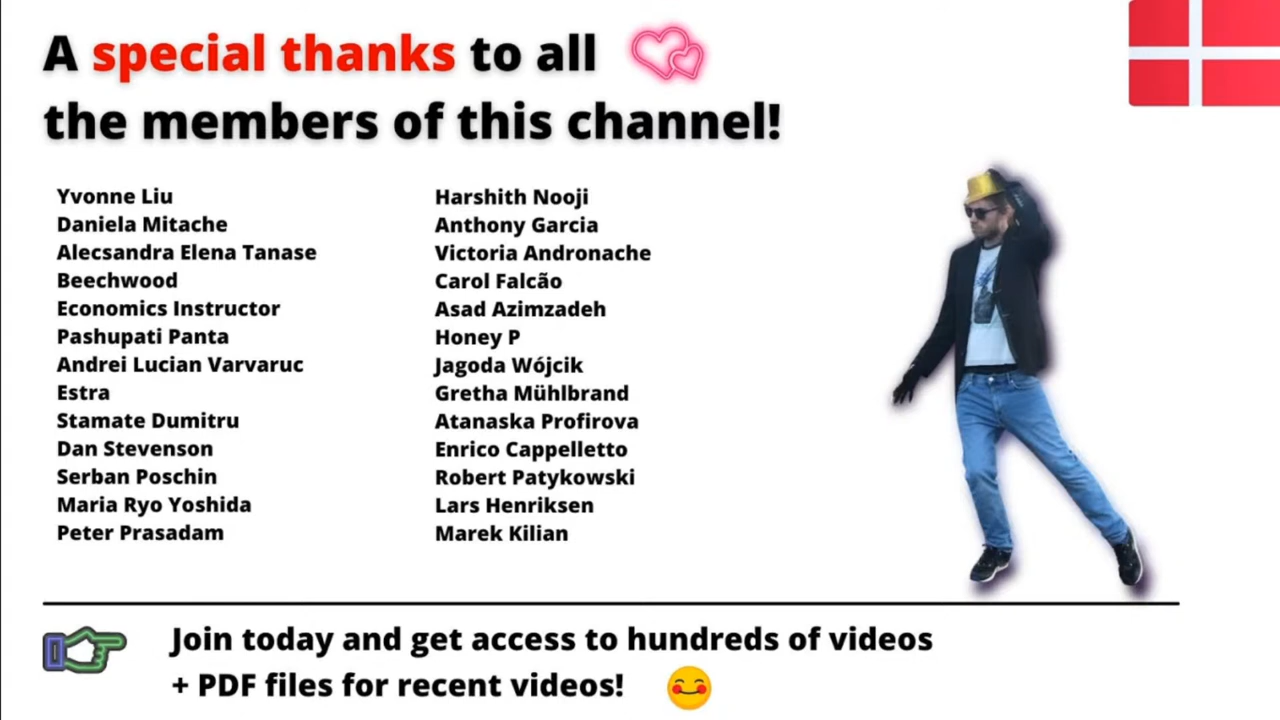 A special thanks to all
the members of this channel!
Yvonne Liu
Daniela Mitache
Alecsandra Elena Tanase
Beechwood
Economics Instructor
Pashupati Panta
Andrei Lucian Varvaruc
Estra
Stamate Dumitru
Dan Stevenson
Serban Poschin
Maria Ryo Yoshida
Peter Prasadam
Harshith Nooji
Anthony Garcia
Victoria Andronache
Carol Falcão
Asad Azimzadeh
Honey P
Jagoda Wójcik
Gretha Mühlbrand
Atanaska Profirova
Enrico Cappelletto
Robert Patykowski
Lars Henriksen
Marek Kilian
Join today and get access to hundreds of videos
+ PDF files for recent videos!